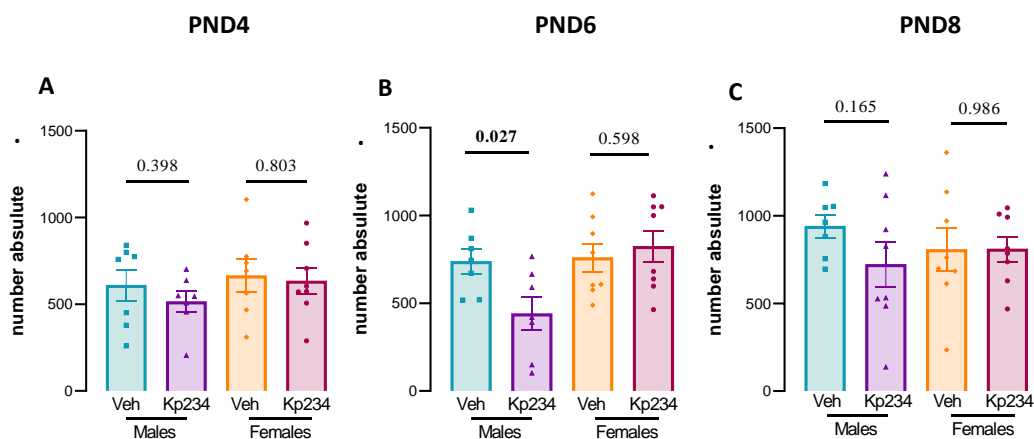 PND4
PND6
PND8
A
B
C
1500
1000
500
0
number absulute
0.398
0.803
Veh
Kp234
Veh
Kp234
Males
Females
1500
1000
500
0
number absulute
0.027
0.598
Veh
Kp234
Veh
Kp234
Males
Females
1500
1000
500
0
number absulute
0.165
0.986
Veh
Kp234
Veh
Kp234
Males
Females